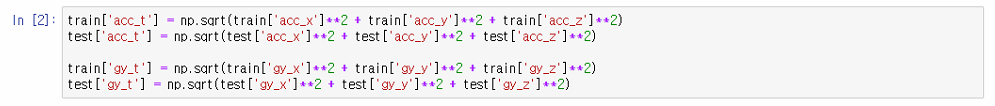 In [2]:
train['acc_t'] = np.sqrt(train['acc_x']**2 + train['acc_y']**2 + train['acc_z']**2)
test['acc_t'] = np.sqrt(test['acc_x']**2 + test['acc_y']**2 + test['acc_z']**2)
train['gy_t'] = np.sqrt(train['gy_x']**2 + train['gy_y']**2 + train['gy_z']**2)
test['gy_t'] = np.sqrt(test['gy_x']**2 + test['gy_y']**2 + test['gy_z']**2)